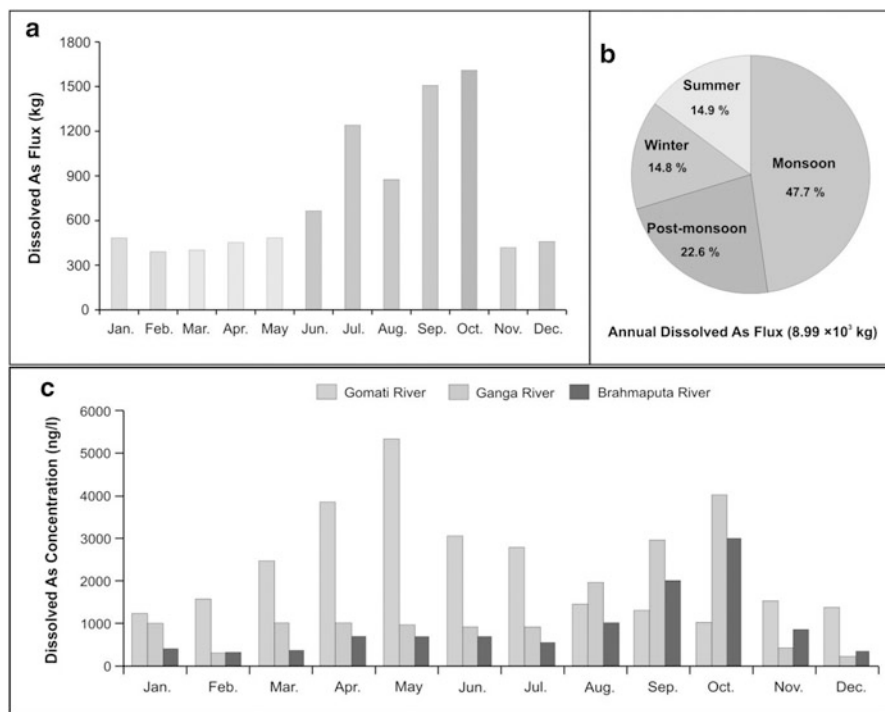 a
Dissolved As Flux (kg)
1800
1500
1200
900
600
300
0
Jan. Feb. Mar. Apr. May Jun. Jul. Aug. Sep. Oct. Nov. Dec.
b
Summer
14.9 %
Winter
14.8 %
Monsoon
47.7 %
Post-monsoon
22.6 %
Annual Dissolved As Flux (8.99 ×10³ kg)
c
Gomati River Ganga River Brahmaputa River
Dissolved As Concentration (ng/l)
6000
5000
4000
3000
2000
1000
0
Jan. Feb. Mar. Apr. May Jun. Jul. Aug. Sep. Oct. Nov. Dec.